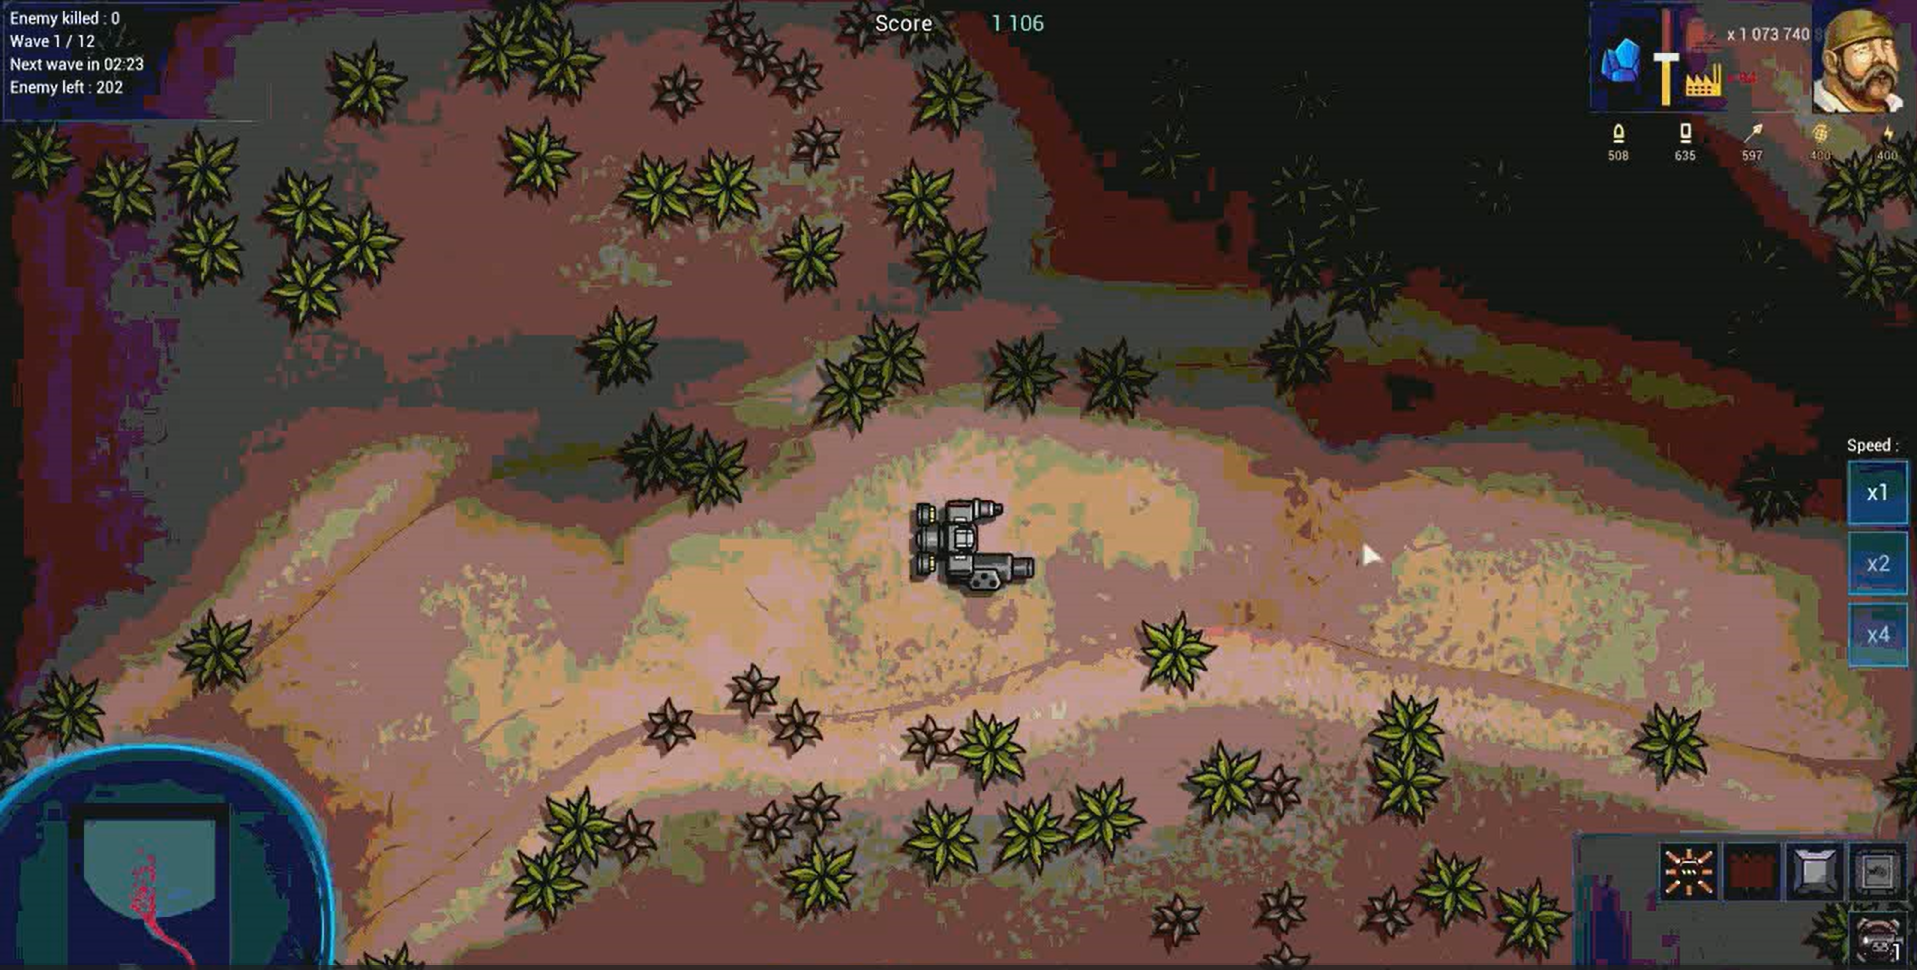 Enemy killed : 0
Wave 1 / 12
Next wave in 02:23
Enemy left : 202
Score 1 106
x 1 073 740
508 635 597 400 400
Speed :
x1
x2
x4
1